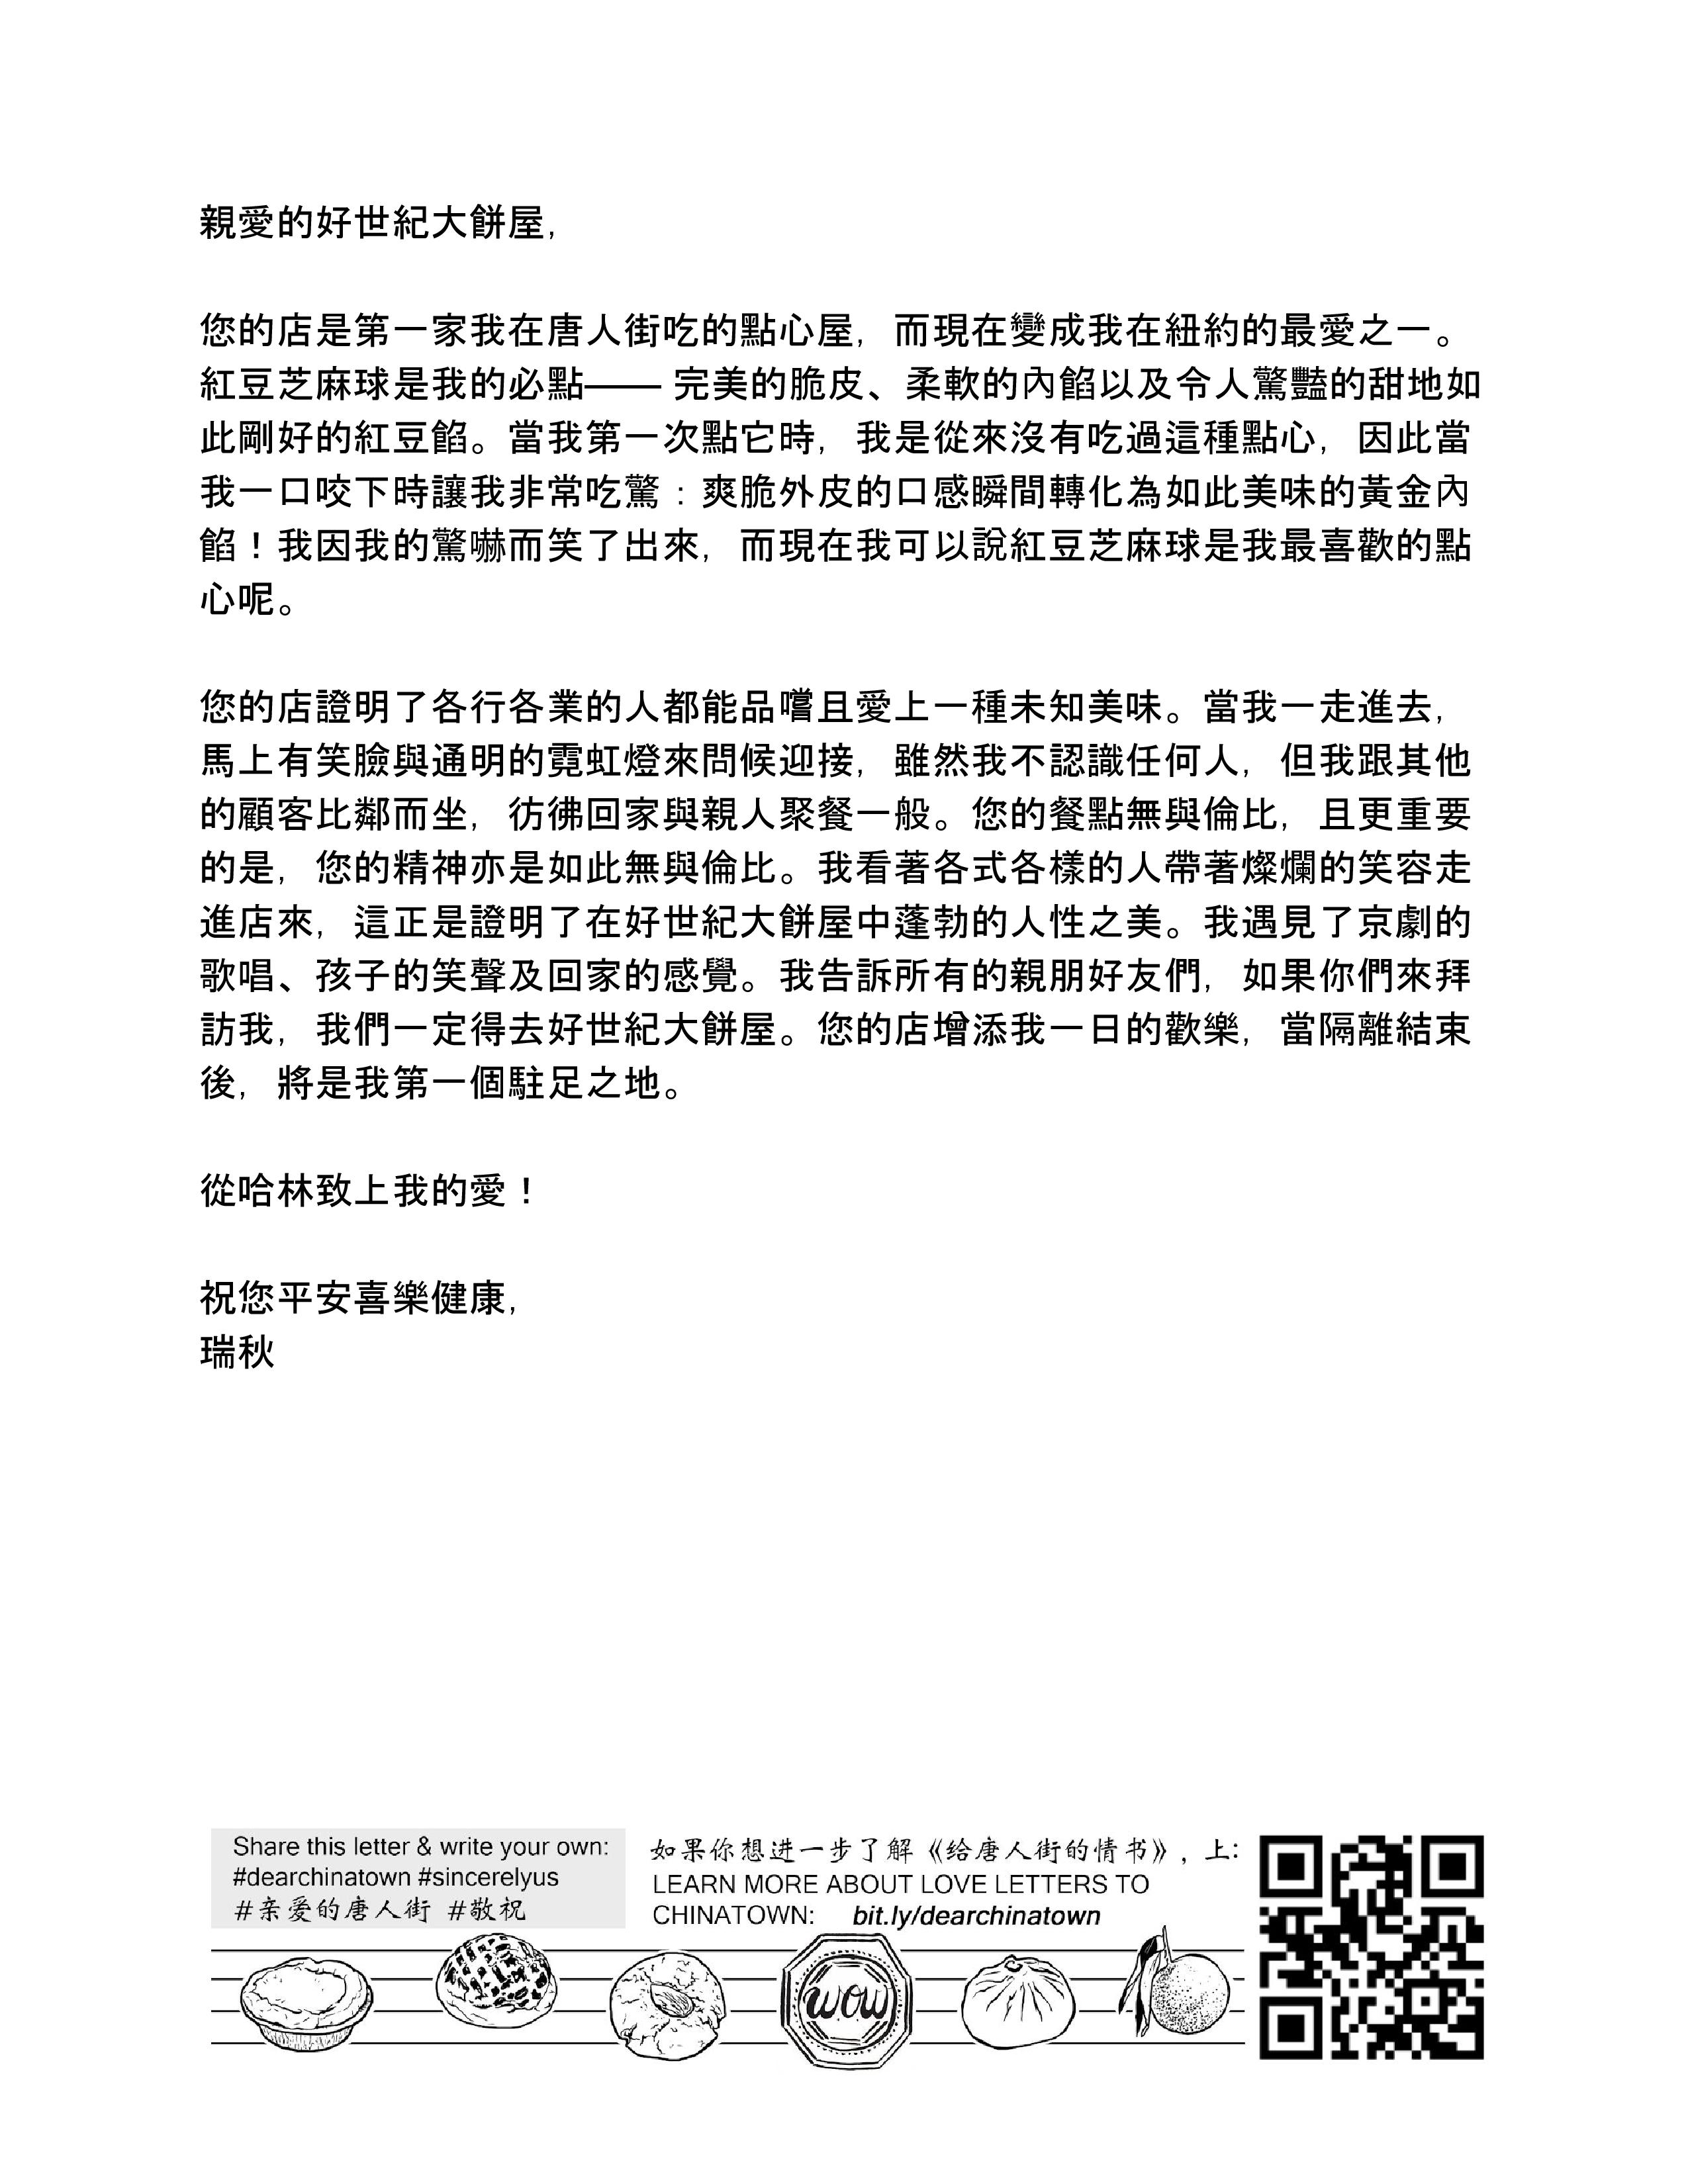 親愛的好世紀大餅屋,
您的店是第一家我在唐人街吃的點心屋，而現在變成我在紐約的最愛之一。
紅豆芝麻球是我的必點—— 完美的脆皮、柔軟的內餡以及令人驚豔的甜地如
此剛好的紅豆餡。當我第一次點它時，我是從來沒有吃過這種點心，因此當
我一口咬下時讓我非常吃驚：爽脆外皮的口感瞬間轉化為如此美味的黃金內
餡！我因我的驚嚇而笑了出來，而現在我可以說紅豆芝麻球是我最喜歡的點
心呢。
您的店證明了各行各業的人都能品嚐且愛上一種未知美味。當我一走進去，
馬上有笑臉與通明的霓虹燈來問候迎接，雖然我不認識任何人，但我跟其他
的顧客比鄰而坐，彷彿回家與親人聚餐一般。您的餐點無與倫比，且更重要
的是，您的精神亦是如此無與倫比。我看著各式各樣的人帶著燦爛的笑容走
進店來，這正是證明了在好世紀大餅屋中蓬勃的人性之美。我遇見了京劇的
歌唱、孩子的笑聲及回家的感覺。我告訴所有的親朋好友們，如果你們來拜
訪我，我們一定得去好世紀大餅屋。您的店增添我一日的歡樂，當隔離結束
後，將是我第一個駐足之地。
從哈林致上我的愛！
祝您平安喜樂健康,
瑞秋
Share this letter & write your own:
#dearchinatown #sincerelyus
#亲爱的唐人街 #敬祝
如果你想进一步了解《给唐人街的情书》, 上:
LEARN MORE ABOUT LOVE LETTERS TO
CHINATOWN: bit.ly/dearchinatown
WOW